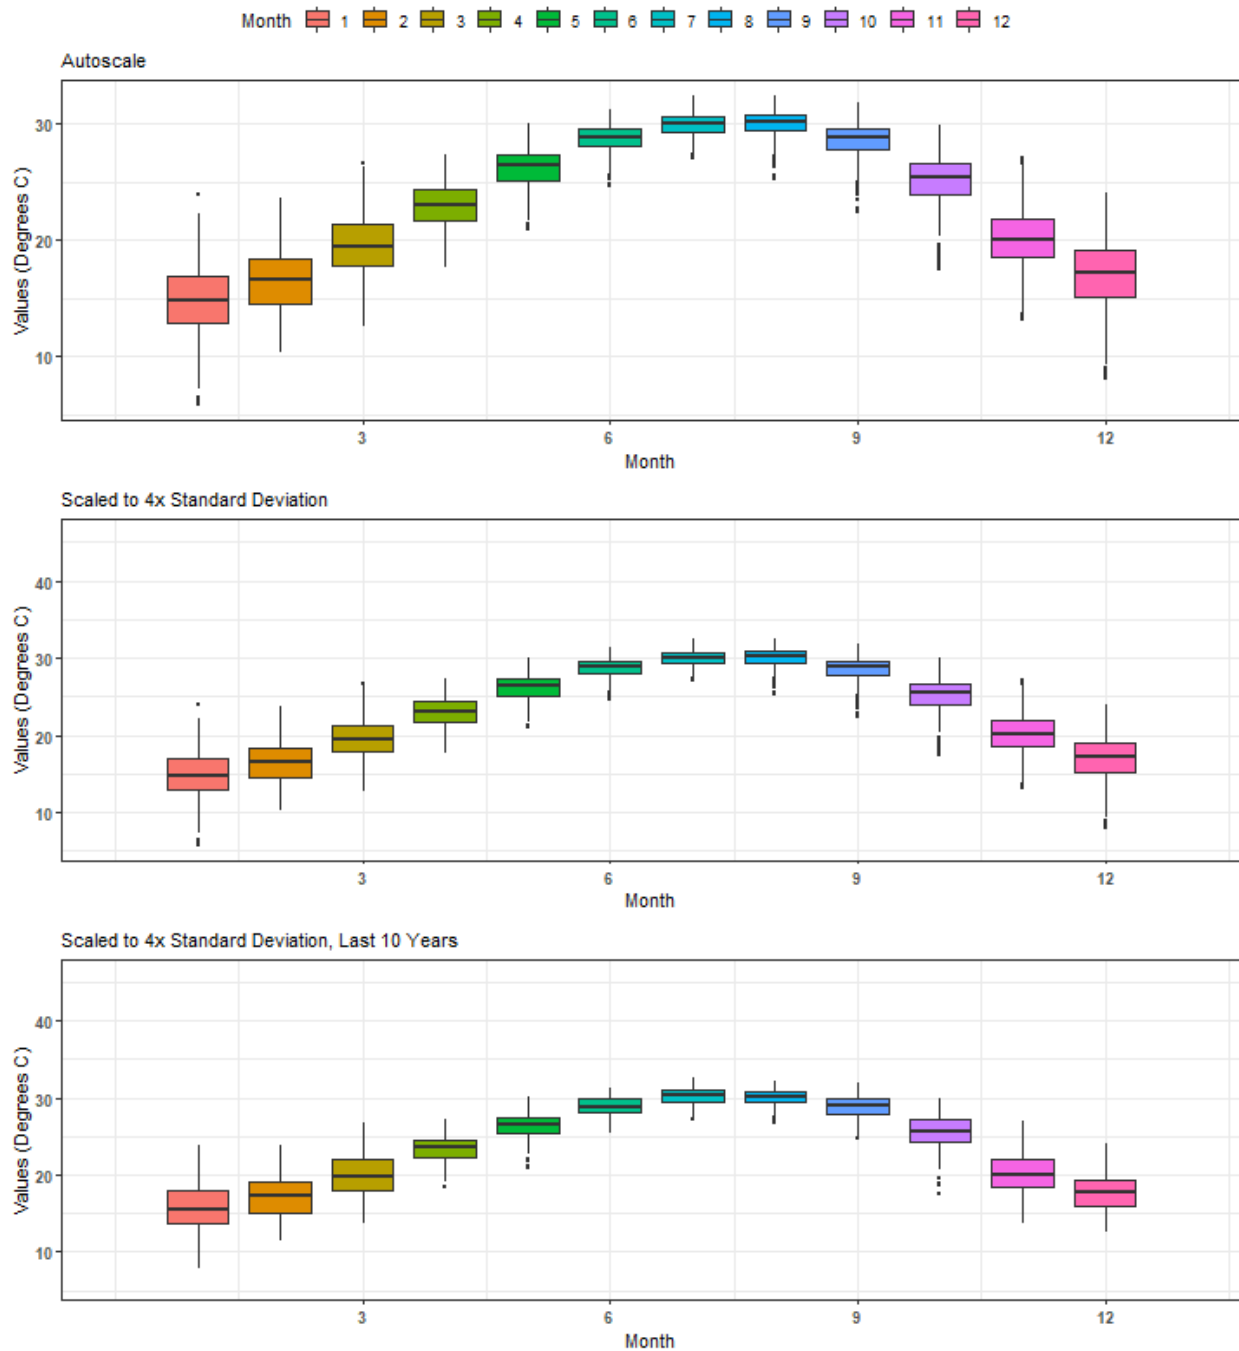 Month 1 2 3 4 5 6 7 8 9 10 11 12
Autoscale
Values (Degrees C)
30
20
10
3 6 9 12
Month
Scaled to 4x Standard Deviation
Values (Degrees C)
40
30
20
10
3 6 9 12
Month
Scaled to 4x Standard Deviation, Last 10 Years
Values (Degrees C)
40
30
20
10
3 6 9 12
Month